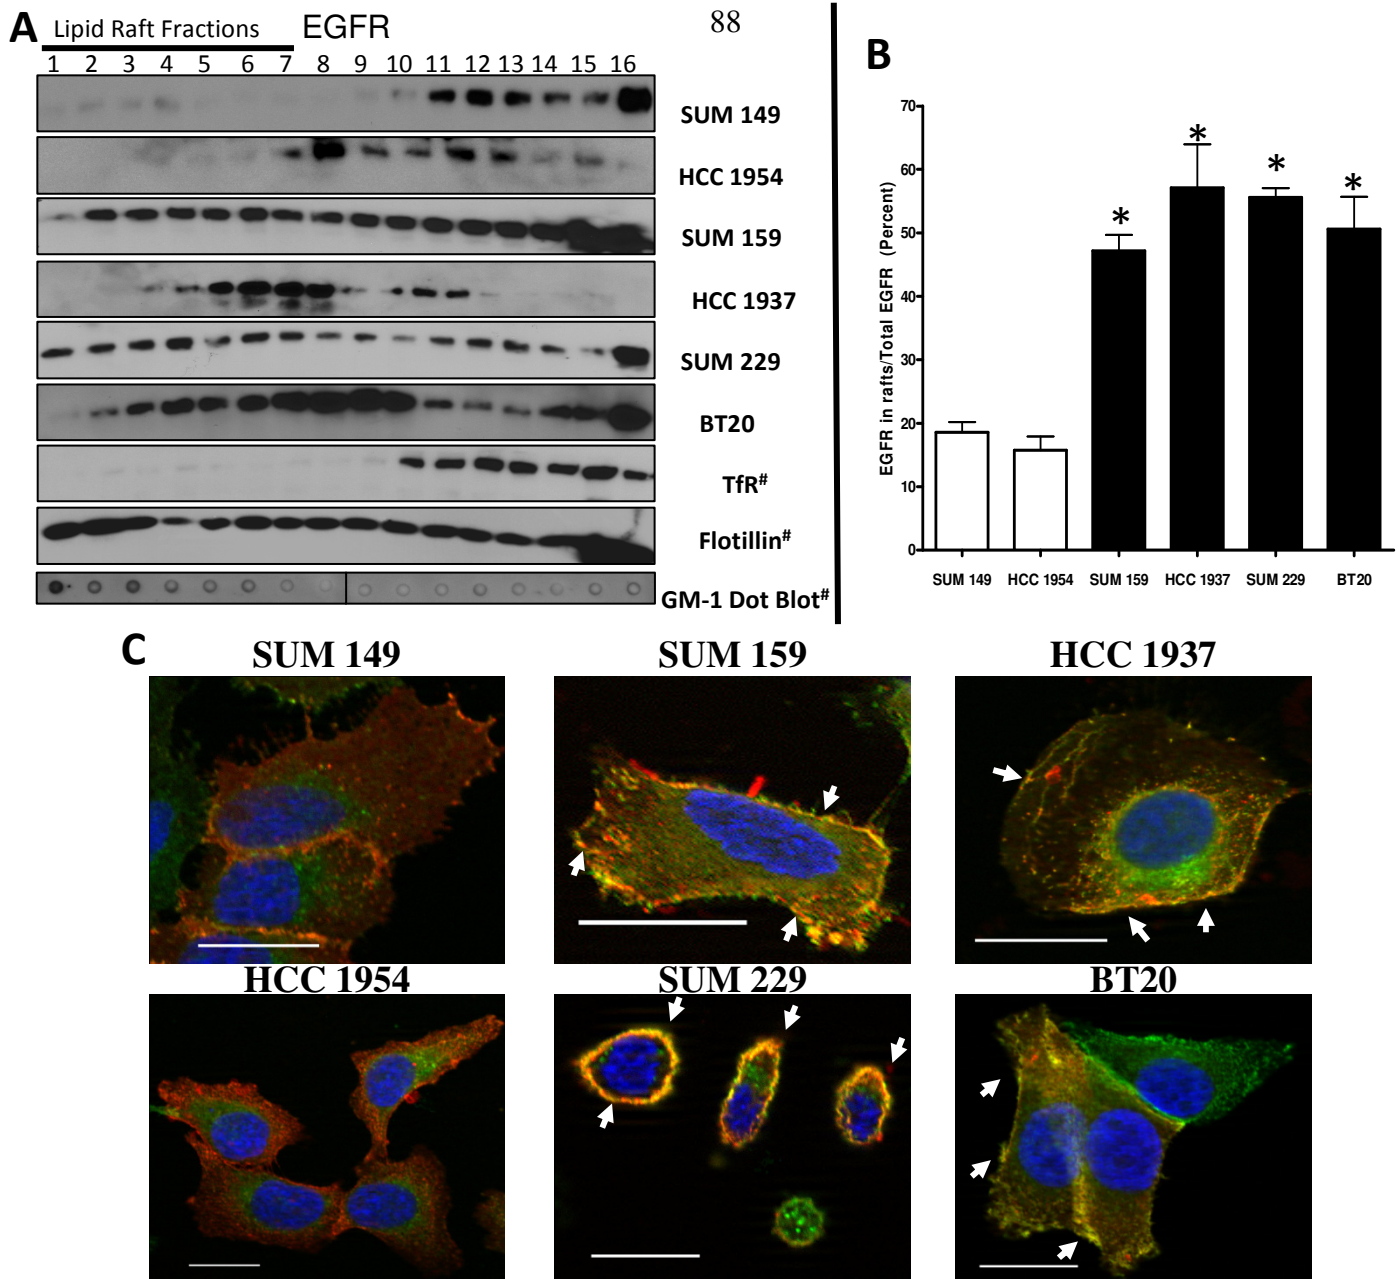 A
Lipid Raft Fractions EGFR
88
1 2 3 4 5 6 7 8 9 10 11 12 13 14 15 16
SUM 149
HCC 1954
SUM 159
HCC 1937
SUM 229
BT20
TfR#
Flotillin#
GM-1 Dot Blot#
B
EGFR in rafts/Total EGFR (Percent)
70
60
50
40
30
20
10
0
* * * *
SUM 149 HCC 1954 SUM 159 HCC 1937 SUM 229 BT20
C
SUM 149 SUM 159 HCC 1937
HCC 1954 SUM 229 BT20